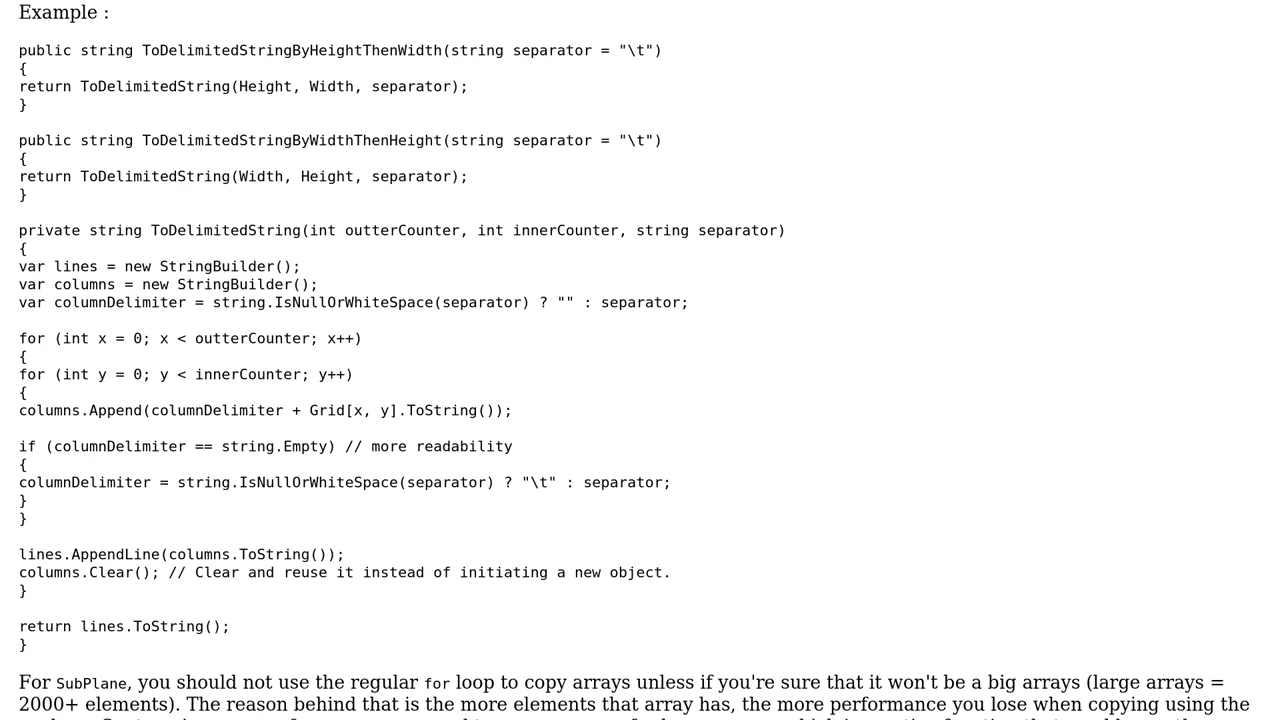 Example :
public string ToDelimitedStringByHeightThenWidth(string separator = "\t")
{
return ToDelimitedString(Height, Width, separator);
}
public string ToDelimitedStringByWidthThenHeight(string separator = "\t")
{
return ToDelimitedString(Width, Height, separator);
}
private string ToDelimitedString(int outterCounter, int innerCounter, string separator)
{
var lines = new StringBuilder();
var columns = new StringBuilder();
var columnDelimiter = string.IsNullOrWhiteSpace(separator) ? "" : separator;
for (int x = 0; x < outterCounter; x++)
{
for (int y = 0; y < innerCounter; y++)
{
columns.Append(columnDelimiter + Grid[x, y].ToString());
if (columnDelimiter == string.Empty) // more readability
{
columnDelimiter = string.IsNullOrWhiteSpace(separator) ? "\t" : separator;
}
}
lines.AppendLine(columns.ToString());
columns.Clear(); // Clear and reuse it instead of initiating a new object.
}
return lines.ToString();
}
For SubPlane, you should not use the regular for loop to copy arrays unless if you're sure that it won't be a big arrays (large arrays =
2000+ elements). The reason behind that is the more elements that array has, the more performance you lose when copying using the